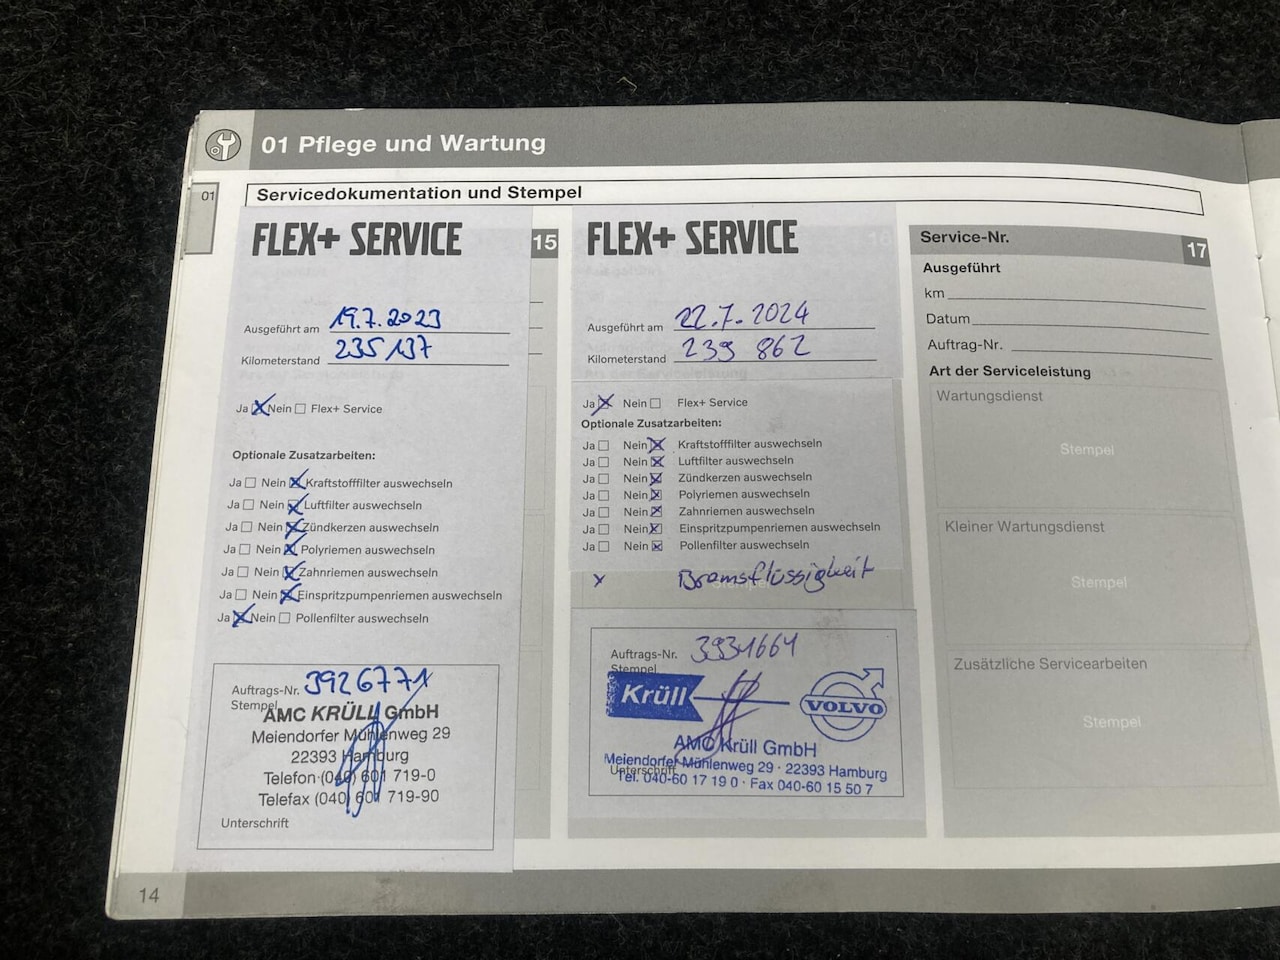 01 Pflege und Wartung
01
Servicedokumentation und Stempel
FLEX+ SERVICE
15
Ausgeführt am 19.7.2023
Kilometerstand 235 137
Ja Nein Flex+ Service
Optionale Zusatzarbeiten:
Ja Nein Kraftstofffilter auswechseln
Ja Nein Luftfilter auswechseln
Ja Nein Zündkerzen auswechseln
Ja Nein Polyriemen auswechseln
Ja Nein Zahnriemen auswechseln
Ja Nein Einspritzpumpenriemen auswechseln
Ja Nein Pollenfilter auswechseln
Auftrags-Nr. 3926771
Stempel
AMC KRÜLL GmbH
Meiendorfer Mühlenweg 29
22393 Hamburg
Telefon (040) 601 719-0
Telefax (040) 601 719-90
Unterschrift
FLEX+ SERVICE
16
Ausgeführt am 22.7.2024
Kilometerstand 239 862
Ja Nein Flex+ Service
Optionale Zusatzarbeiten:
Ja Nein Kraftstofffilter auswechseln
Ja Nein Luftfilter auswechseln
Ja Nein Zündkerzen auswechseln
Ja Nein Polyriemen auswechseln
Ja Nein Zahnriemen auswechseln
Ja Nein Einspritzpumpenriemen auswechseln
Ja Nein Pollenfilter auswechseln
x Bremsflüssigkeit
Auftrags-Nr. 3931664
Stempel
Krüll
VOLVO
AMC Krüll GmbH
Meiendorfer Mühlenweg 29 · 22393 Hamburg
Unterschrift
Tel. 040-60 17 19 0 · Fax 040-60 15 50 7
Service-Nr.
17
Ausgeführt
km
Datum
Auftrag-Nr.
Art der Serviceleistung
Wartungsdienst
Stempel
Kleiner Wartungsdienst
Stempel
Zusätzliche Servicearbeiten
Stempel
14